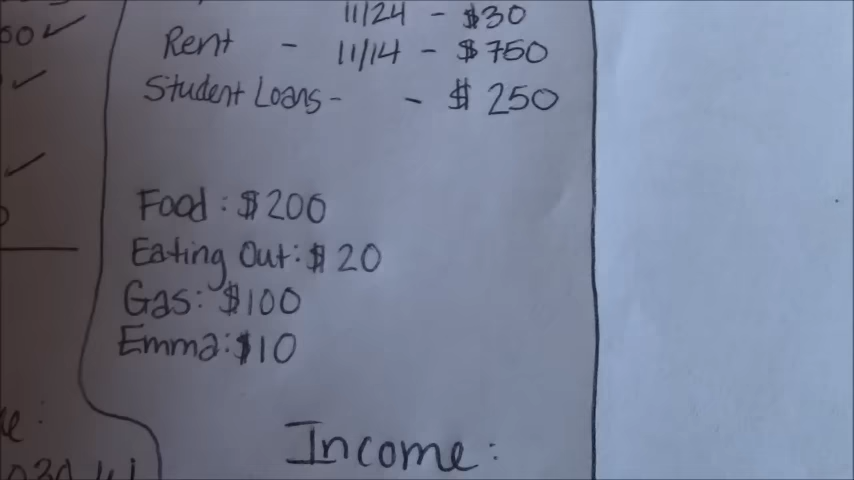 11/24 - $30
Rent - 11/14 - $750
Student Loans - - $250
Food: $200
Eating Out: $20
Gas: $100
Emma: $10
Income: